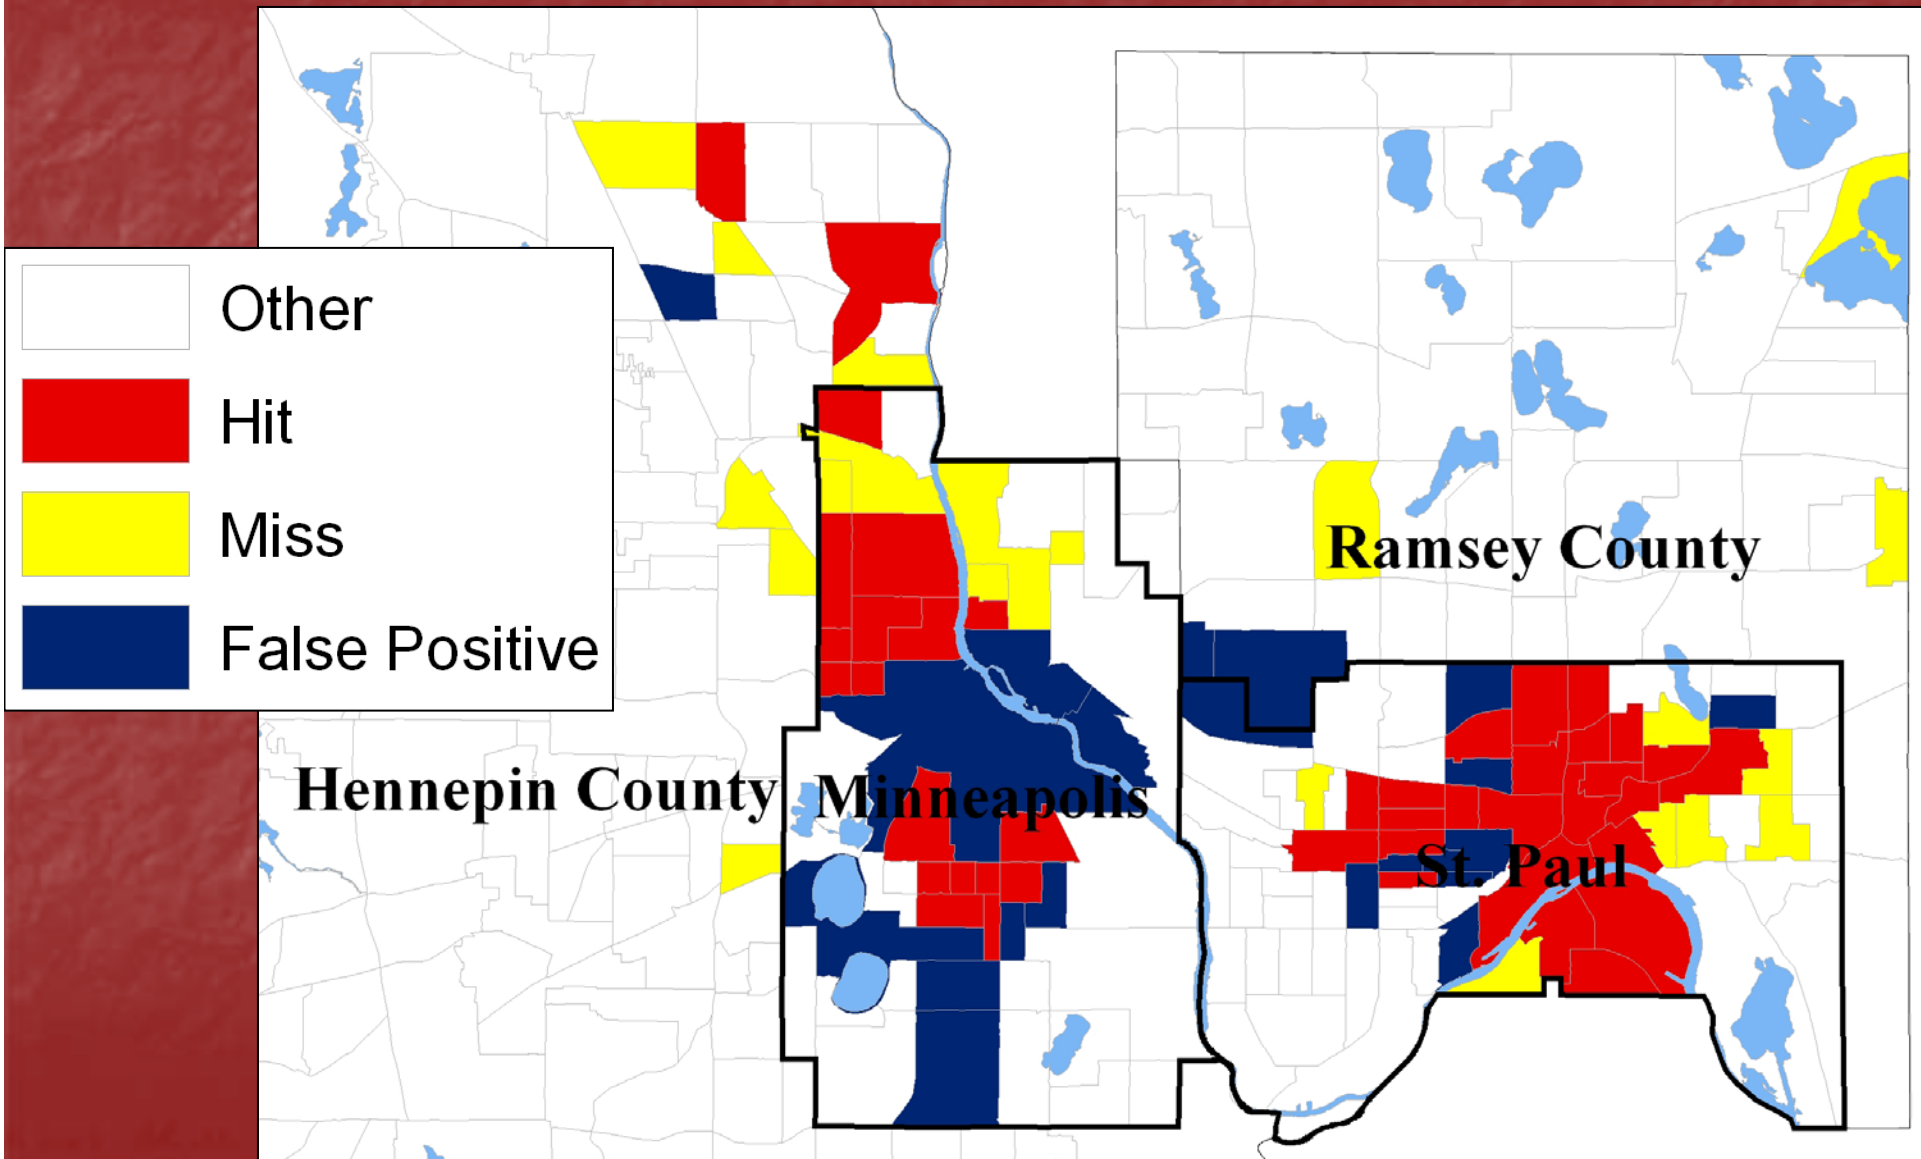 Other
Hit
Miss
False Positive
Ramsey County
Hennepin County
Minneapolis
St. Paul